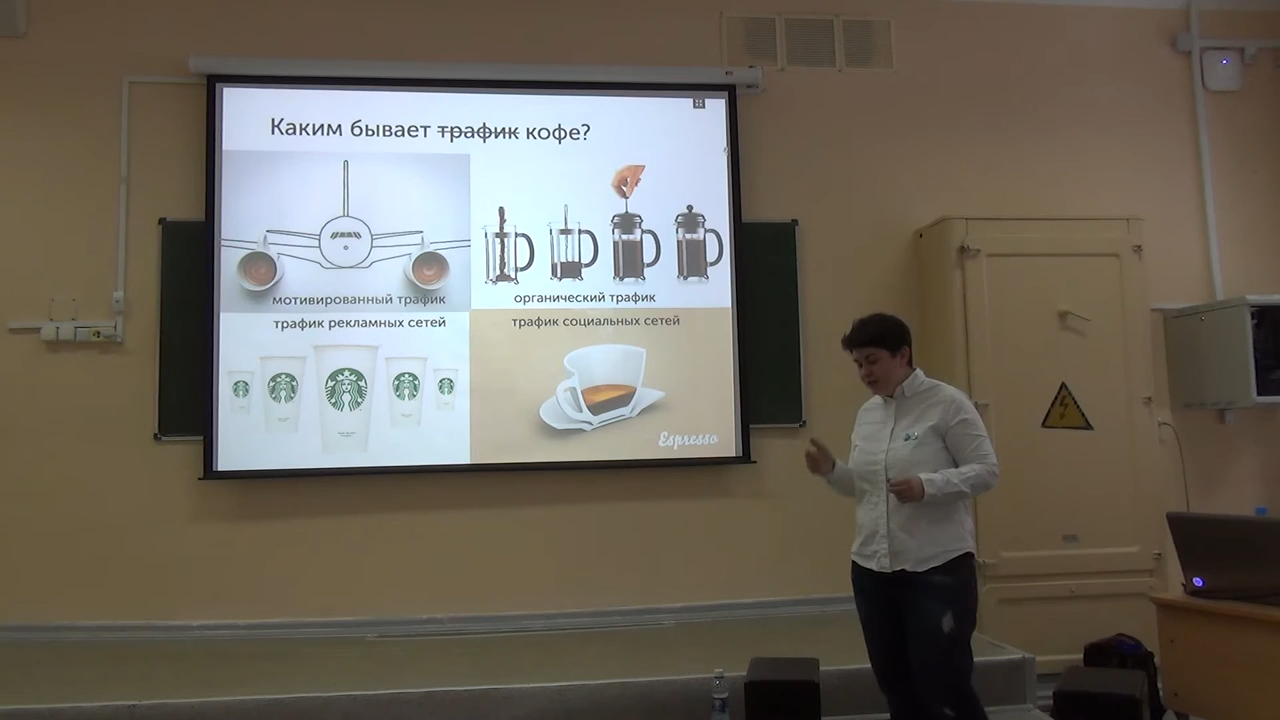 Каким бывает трафик кофе?
мотивированный трафик
органический трафик
трафик рекламных сетей
трафик социальных сетей
Espresso